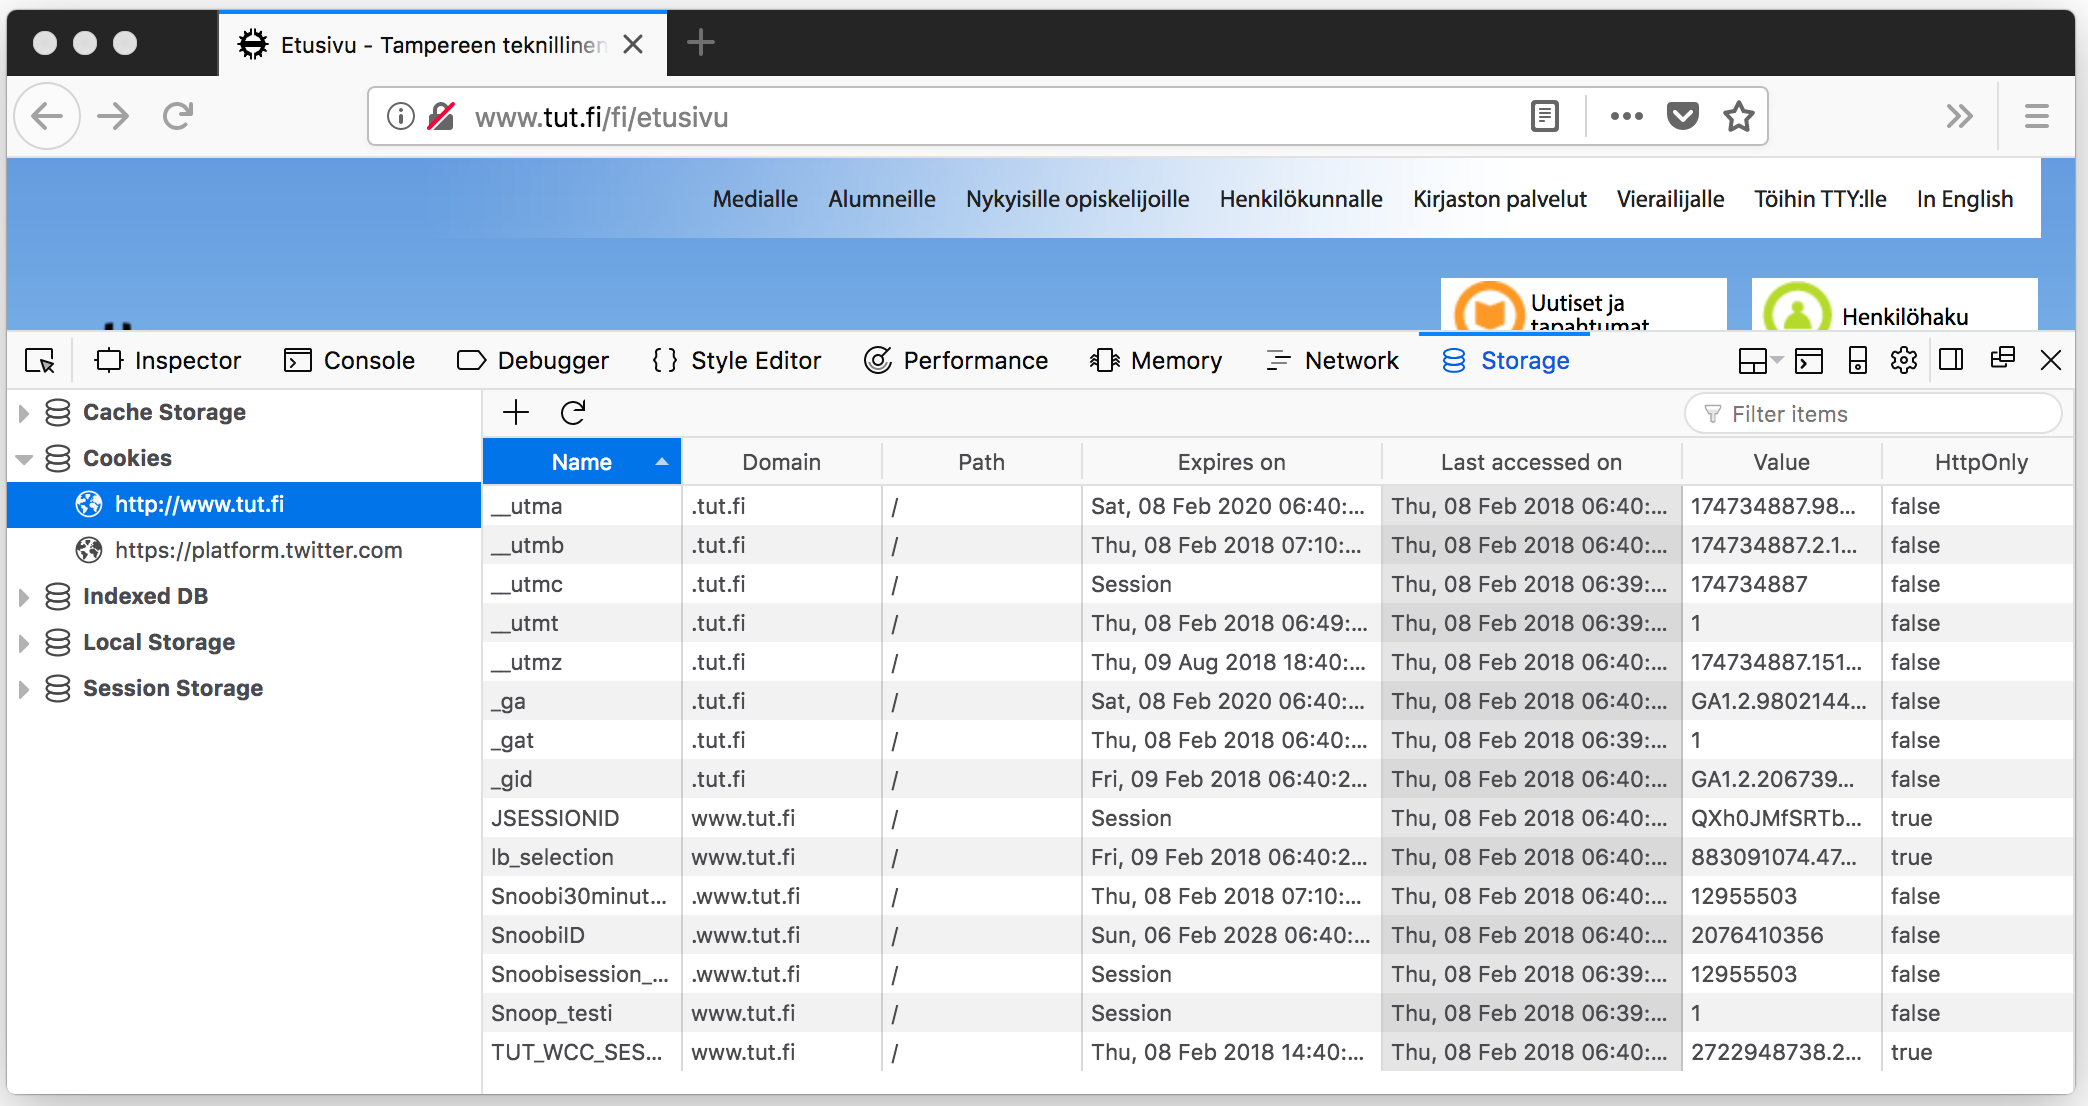 Etusivu - Tampereen teknillinen
www.tut.fi/fi/etusivu
Medialle Alumneille Nykyisille opiskelijoille Henkilökunnalle Kirjaston palvelut Vierailijalle Töihin TTY:lle In English
Uutiset ja
tapahtumat
Henkilöhaku
Inspector Console Debugger Style Editor Performance Memory Network Storage
Cache Storage
Cookies
http://www.tut.fi
https://platform.twitter.com
Indexed DB
Local Storage
Session Storage
Filter items
Name Domain Path Expires on Last accessed on Value HttpOnly
__utma .tut.fi / Sat, 08 Feb 2020 06:40:... Thu, 08 Feb 2018 06:40:... 174734887.98... false
__utmb .tut.fi / Thu, 08 Feb 2018 07:10:... Thu, 08 Feb 2018 06:40:... 174734887.2.1... false
__utmc .tut.fi / Session Thu, 08 Feb 2018 06:39:... 174734887 false
__utmt .tut.fi / Thu, 08 Feb 2018 06:49:... Thu, 08 Feb 2018 06:39:... 1 false
__utmz .tut.fi / Thu, 09 Aug 2018 18:40:... Thu, 08 Feb 2018 06:40:... 174734887.151... false
_ga .tut.fi / Sat, 08 Feb 2020 06:40:... Thu, 08 Feb 2018 06:40:... GA1.2.9802144... false
_gat .tut.fi / Thu, 08 Feb 2018 06:40:... Thu, 08 Feb 2018 06:39:... 1 false
_gid .tut.fi / Fri, 09 Feb 2018 06:40:2... Thu, 08 Feb 2018 06:40:... GA1.2.206739... false
JSESSIONID www.tut.fi / Session Thu, 08 Feb 2018 06:40:... QXh0JMfSRTb... true
lb_selection www.tut.fi / Fri, 09 Feb 2018 06:40:2... Thu, 08 Feb 2018 06:40:... 883091074.47... true
Snoobi30minut... .www.tut.fi / Thu, 08 Feb 2018 07:10:... Thu, 08 Feb 2018 06:40:... 12955503 false
SnoobiID .www.tut.fi / Sun, 06 Feb 2028 06:40:... Thu, 08 Feb 2018 06:40:... 2076410356 false
Snoobisession_... .www.tut.fi / Session Thu, 08 Feb 2018 06:39:... 12955503 false
Snoop_testi www.tut.fi / Session Thu, 08 Feb 2018 06:39:... 1 false
TUT_WCC_SES... www.tut.fi / Thu, 08 Feb 2018 14:40:... Thu, 08 Feb 2018 06:40:... 2722948738.2... true